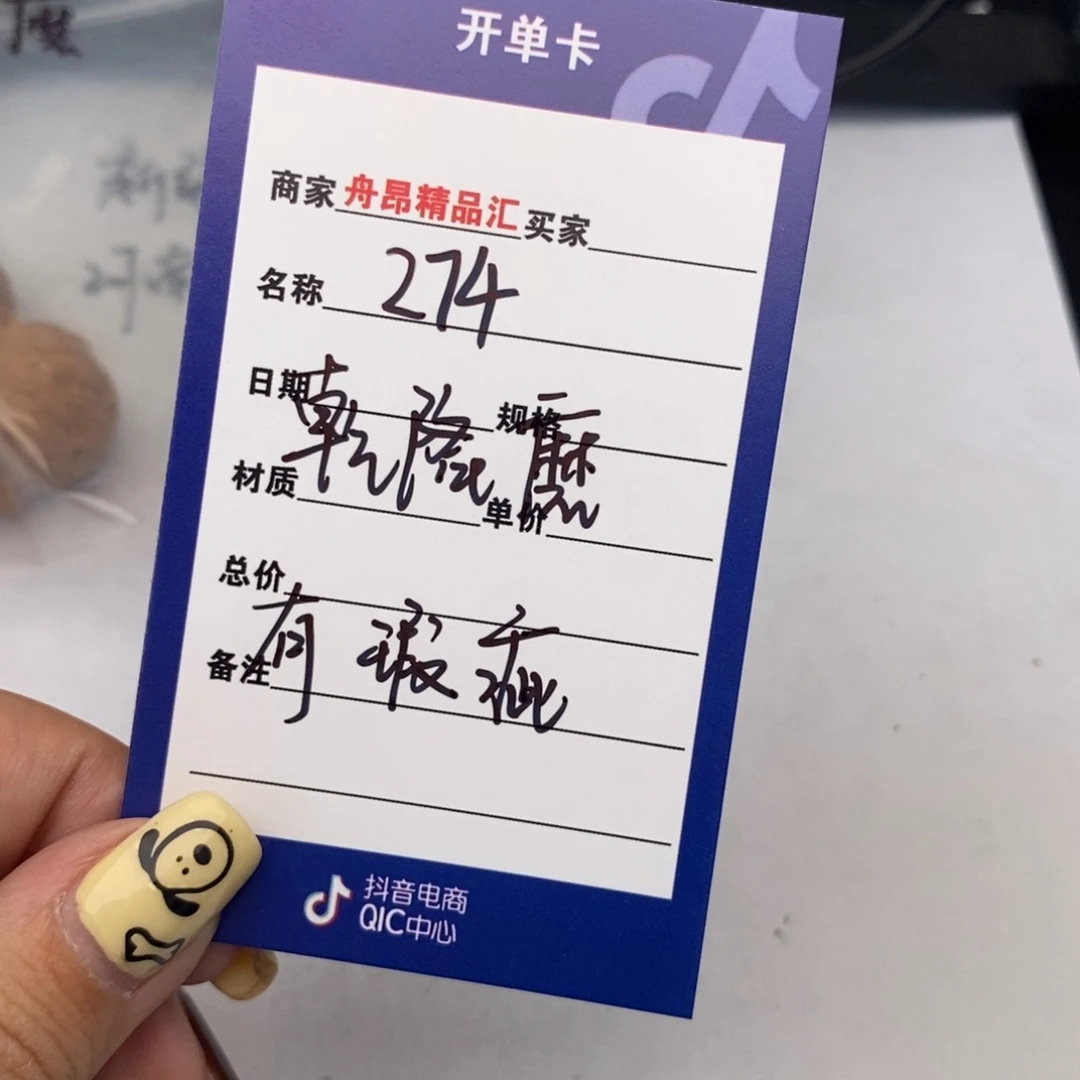 开单卡
商家舟昂精品汇买家
名称 274
日期 规格
乾隆
材质 单价
总价
有瑕疵
备注
抖音电商
QIC中心